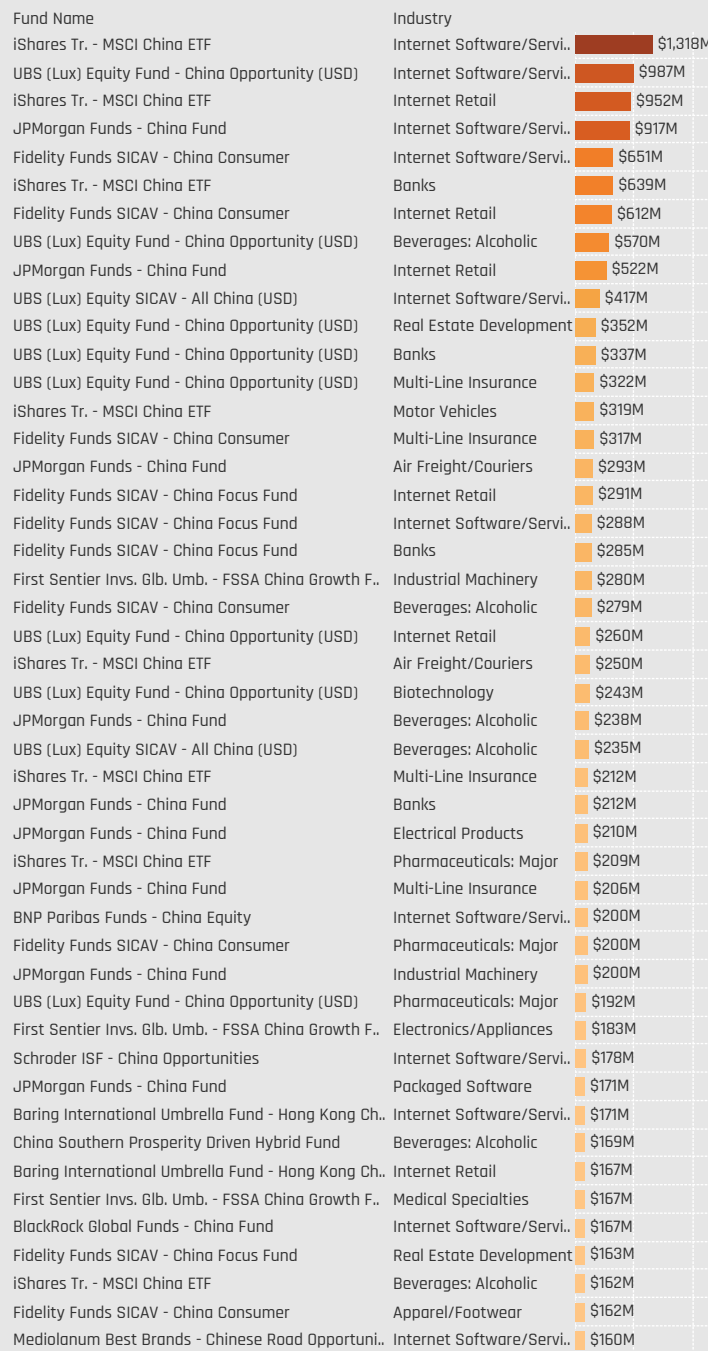 Fund Name Industry
iShares Tr. - MSCI China ETF Internet Software/Servi.. $1,318M
UBS (Lux) Equity Fund - China Opportunity (USD) Internet Software/Servi.. $987M
iShares Tr. - MSCI China ETF Internet Retail $952M
JPMorgan Funds - China Fund Internet Software/Servi.. $917M
Fidelity Funds SICAV - China Consumer Internet Software/Servi.. $651M
iShares Tr. - MSCI China ETF Banks $639M
Fidelity Funds SICAV - China Consumer Internet Retail $612M
UBS (Lux) Equity Fund - China Opportunity (USD) Beverages: Alcoholic $570M
JPMorgan Funds - China Fund Internet Retail $522M
UBS (Lux) Equity SICAV - All China (USD) Internet Software/Servi.. $417M
UBS (Lux) Equity Fund - China Opportunity (USD) Real Estate Development $352M
UBS (Lux) Equity Fund - China Opportunity (USD) Banks $337M
UBS (Lux) Equity Fund - China Opportunity (USD) Multi-Line Insurance $322M
iShares Tr. - MSCI China ETF Motor Vehicles $319M
Fidelity Funds SICAV - China Consumer Multi-Line Insurance $317M
JPMorgan Funds - China Fund Air Freight/Couriers $293M
Fidelity Funds SICAV - China Focus Fund Internet Retail $291M
Fidelity Funds SICAV - China Focus Fund Internet Software/Servi.. $288M
Fidelity Funds SICAV - China Focus Fund Banks $285M
First Sentier Invs. Glb. Umb. - FSSA China Growth F.. Industrial Machinery $280M
Fidelity Funds SICAV - China Consumer Beverages: Alcoholic $279M
UBS (Lux) Equity Fund - China Opportunity (USD) Internet Retail $260M
iShares Tr. - MSCI China ETF Air Freight/Couriers $250M
UBS (Lux) Equity Fund - China Opportunity (USD) Biotechnology $243M
JPMorgan Funds - China Fund Beverages: Alcoholic $238M
UBS (Lux) Equity SICAV - All China (USD) Beverages: Alcoholic $235M
iShares Tr. - MSCI China ETF Multi-Line Insurance $212M
JPMorgan Funds - China Fund Banks $212M
JPMorgan Funds - China Fund Electrical Products $210M
iShares Tr. - MSCI China ETF Pharmaceuticals: Major $209M
JPMorgan Funds - China Fund Multi-Line Insurance $206M
BNP Paribas Funds - China Equity Internet Software/Servi.. $200M
Fidelity Funds SICAV - China Consumer Pharmaceuticals: Major $200M
JPMorgan Funds - China Fund Industrial Machinery $200M
UBS (Lux) Equity Fund - China Opportunity (USD) Pharmaceuticals: Major $192M
First Sentier Invs. Glb. Umb. - FSSA China Growth F.. Electronics/Appliances $183M
Schroder ISF - China Opportunities Internet Software/Servi.. $178M
JPMorgan Funds - China Fund Packaged Software $171M
Baring International Umbrella Fund - Hong Kong Ch.. Internet Software/Servi.. $171M
China Southern Prosperity Driven Hybrid Fund Beverages: Alcoholic $169M
Baring International Umbrella Fund - Hong Kong Ch.. Internet Retail $167M
First Sentier Invs. Glb. Umb. - FSSA China Growth F.. Medical Specialties $167M
BlackRock Global Funds - China Fund Internet Software/Servi.. $167M
Fidelity Funds SICAV - China Focus Fund Real Estate Development $163M
iShares Tr. - MSCI China ETF Beverages: Alcoholic $162M
Fidelity Funds SICAV - China Consumer Apparel/Footwear $162M
Mediolanum Best Brands - Chinese Road Opportuni.. Internet Software/Servi.. $160M